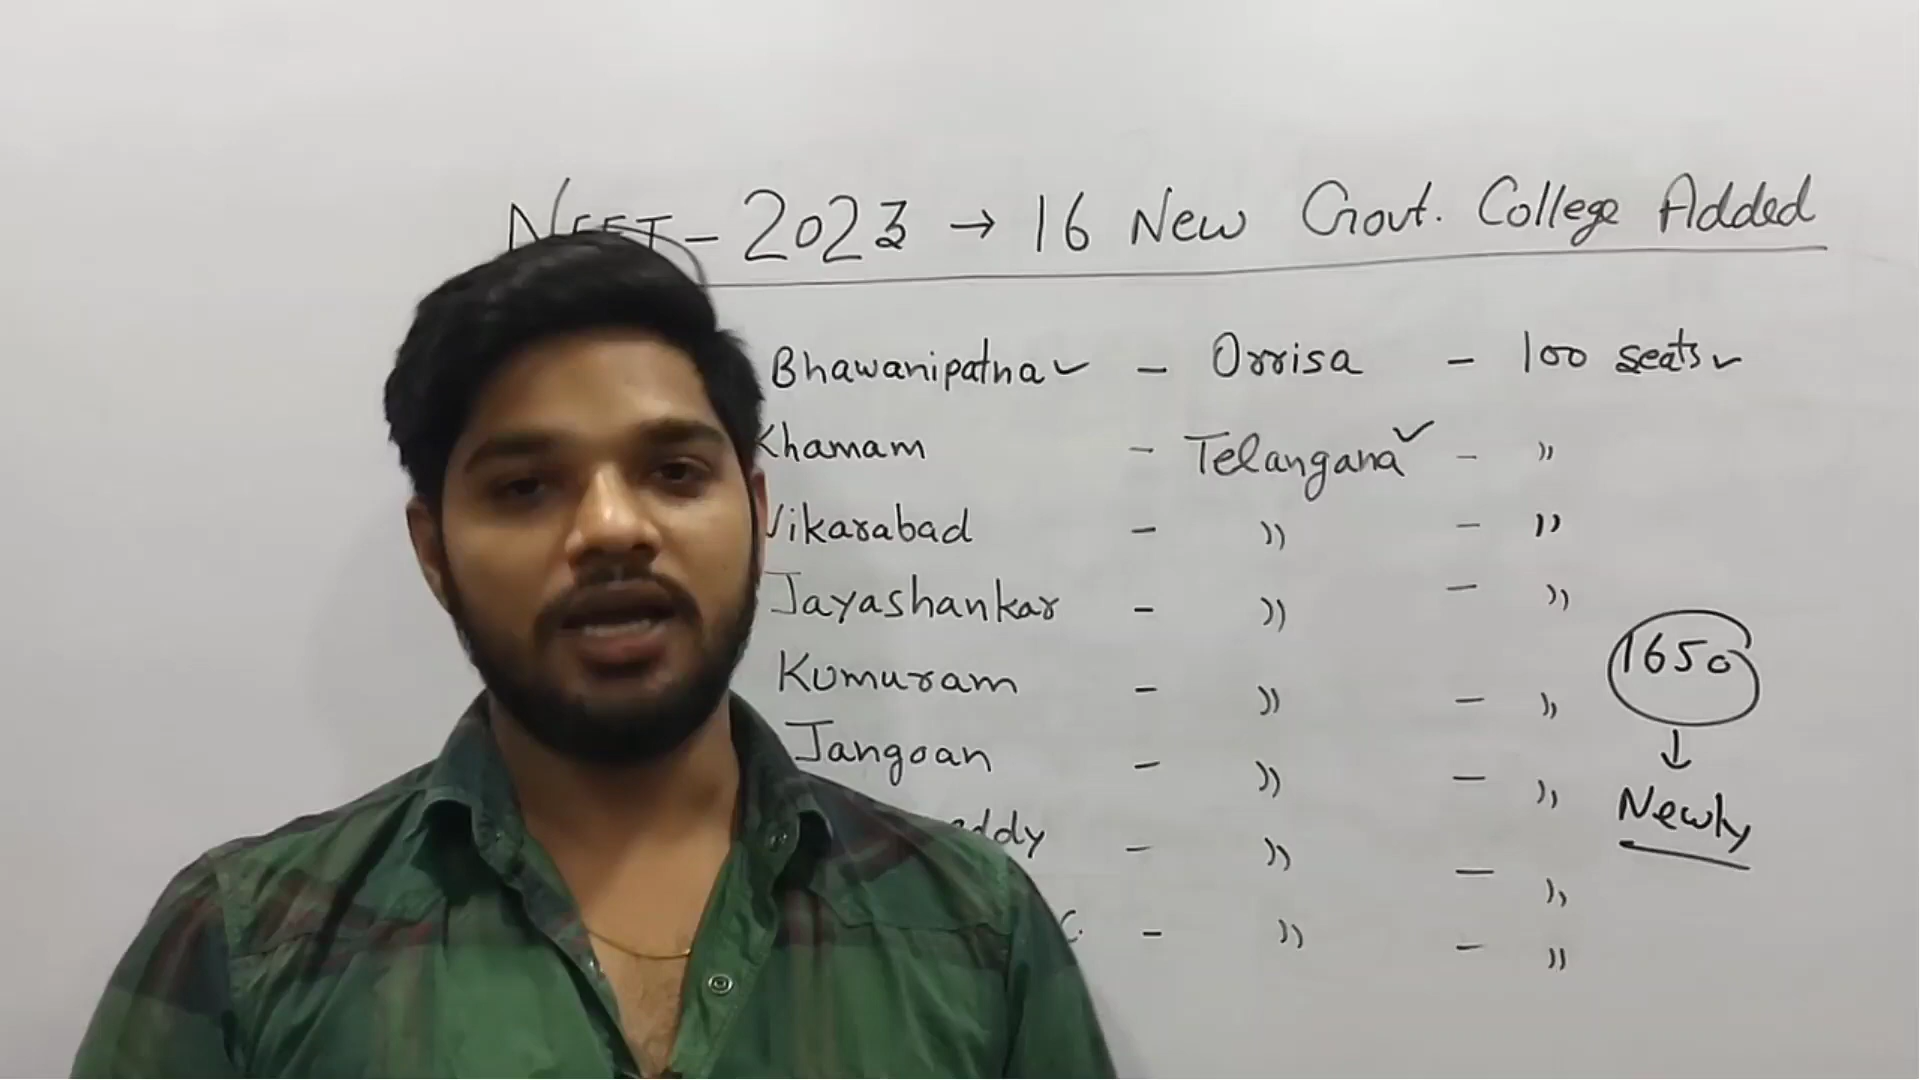 NEET - 2023 → 16 New Govt. College Added
Bhawanipatna ✓ - Orrisa - 100 seats ✓
Khamam - Telangana ✓ - "
Vikarabad - " - "
Jayashankar - " - "
Kumuram - " - "
Jangoan - " - "
- " - "
- " - "
1650
↓
Newly